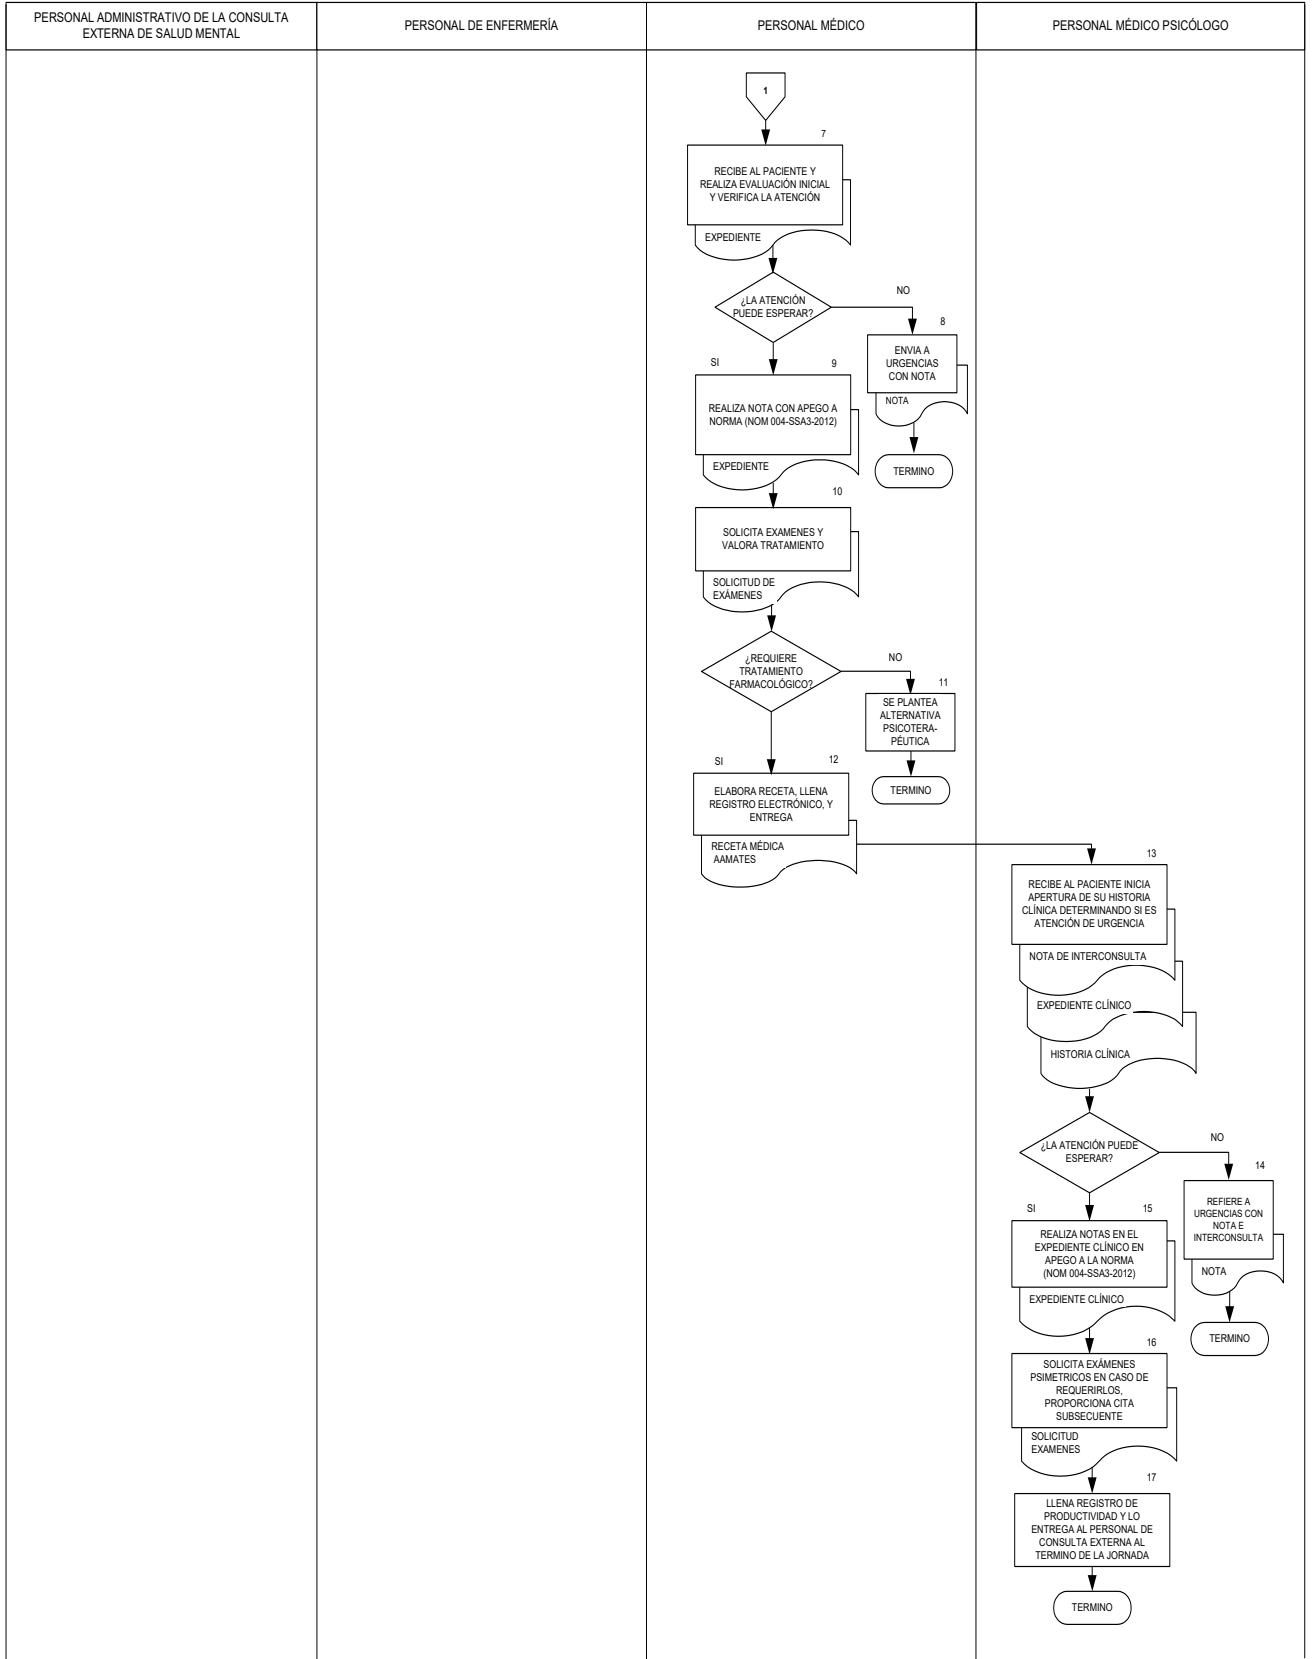 PERSONAL ADMINISTRATIVO DE LA CONSULTA
EXTERNA DE SALUD MENTAL
PERSONAL DE ENFERMERÍA
PERSONAL MÉDICO
PERSONAL MÉDICO PSICÓLOGO
1
7
RECIBE AL PACIENTE Y
REALIZA EVALUACIÓN INICIAL
Y VERIFICA LA ATENCIÓN
EXPEDIENTE
¿LA ATENCIÓN
PUEDE ESPERAR?
NO
8
ENVIA A
URGENCIAS
CON NOTA
NOTA
TERMINO
SI
9
REALIZA NOTA CON APEGO A
NORMA (NOM 004-SSA3-2012)
EXPEDIENTE
10
SOLICITA EXAMENES Y
VALORA TRATAMIENTO
SOLICITUD DE
EXÁMENES
¿REQUIERE
TRATAMIENTO
FARMACOLÓGICO?
NO
11
SE PLANTEA
ALTERNATIVA
PSICOTERA-
PÉUTICA
TERMINO
SI
12
ELABORA RECETA, LLENA
REGISTRO ELECTRÓNICO, Y
ENTREGA
RECETA MÉDICA
AAMATES
13
RECIBE AL PACIENTE INICIA
APERTURA DE SU HISTORIA
CLÍNICA DETERMINANDO SI ES
ATENCIÓN DE URGENCIA
NOTA DE INTERCONSULTA
EXPEDIENTE CLÍNICO
HISTORIA CLÍNICA
¿LA ATENCIÓN PUEDE
ESPERAR?
NO
14
REFIERE A
URGENCIAS CON
NOTA E
INTERCONSULTA
NOTA
TERMINO
SI
15
REALIZA NOTAS EN EL
EXPEDIENTE CLÍNICO EN
APEGO A LA NORMA
(NOM 004-SSA3-2012)
EXPEDIENTE CLÍNICO
16
SOLICITA EXÁMENES
PSIMETRICOS EN CASO DE
REQUERIRLOS,
PROPORCIONA CITA
SUBSECUENTE
SOLICITUD
EXAMENES
17
LLENA REGISTRO DE
PRODUCTIVIDAD Y LO
ENTREGA AL PERSONAL DE
CONSULTA EXTERNA AL
TERMINO DE LA JORNADA
TERMINO